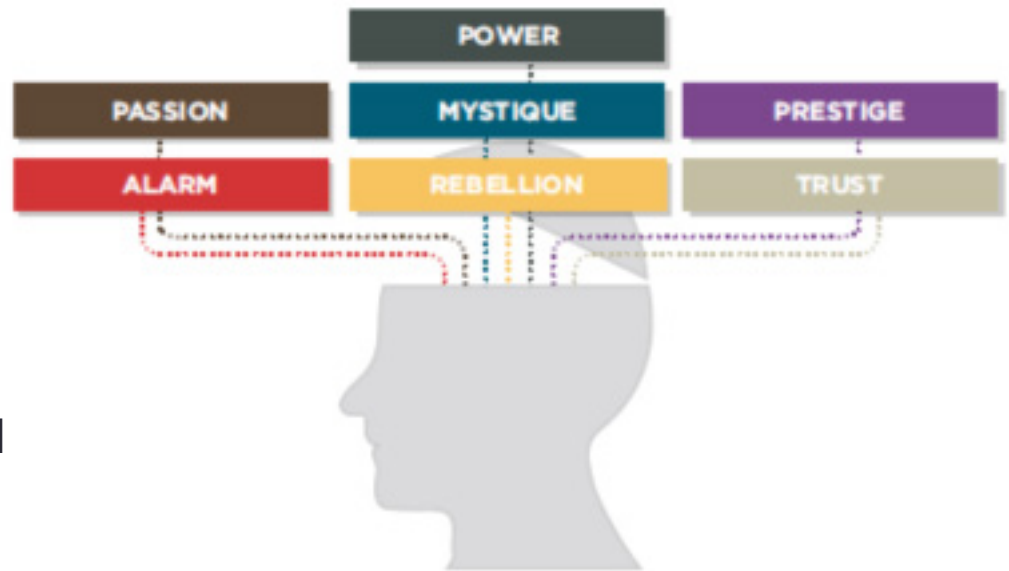 POWER
PASSION
MYSTIQUE
PRESTIGE
ALARM
REBELLION
TRUST